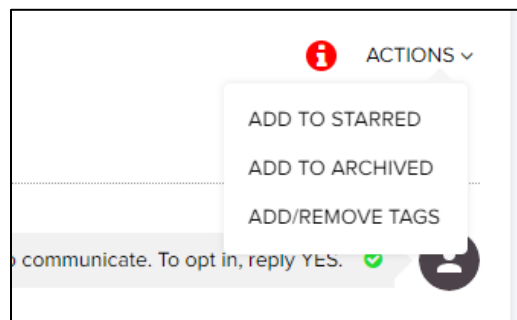 ACTIONS
ADD TO STARRED
ADD TO ARCHIVED
ADD/REMOVE TAGS
communicate. To opt in, reply YES.